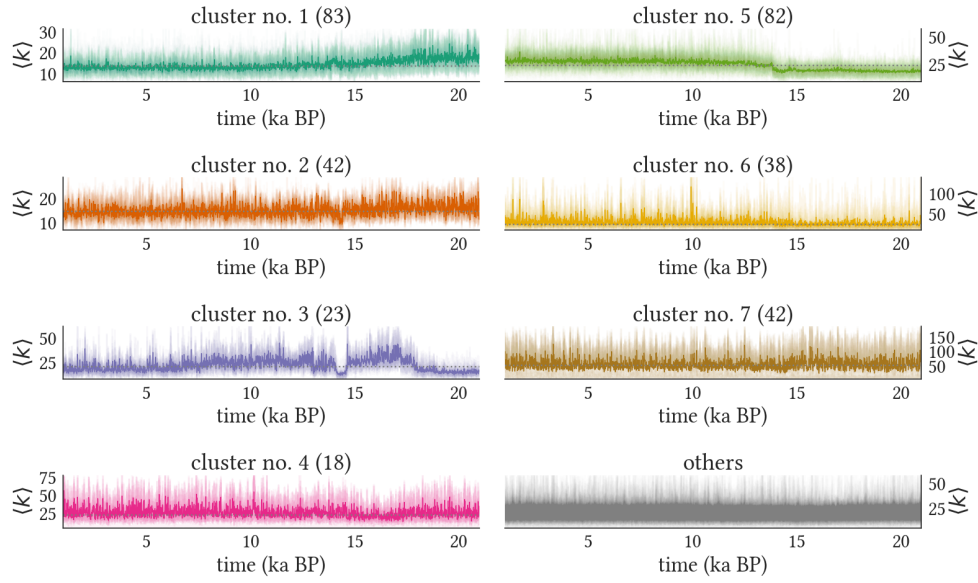 cluster no. 1 (83)
30
20
10
⟨k⟩
5 10 15 20
time (ka BP)
cluster no. 5 (82)
50
25
⟨k⟩
5 10 15 20
time (ka BP)
cluster no. 2 (42)
20
10
⟨k⟩
5 10 15 20
time (ka BP)
cluster no. 6 (38)
100
50
⟨k⟩
5 10 15 20
time (ka BP)
cluster no. 3 (23)
50
25
⟨k⟩
5 10 15 20
time (ka BP)
cluster no. 7 (42)
150
100
50
⟨k⟩
5 10 15 20
time (ka BP)
cluster no. 4 (18)
75
50
25
⟨k⟩
5 10 15 20
time (ka BP)
others
50
25
⟨k⟩
5 10 15 20
time (ka BP)